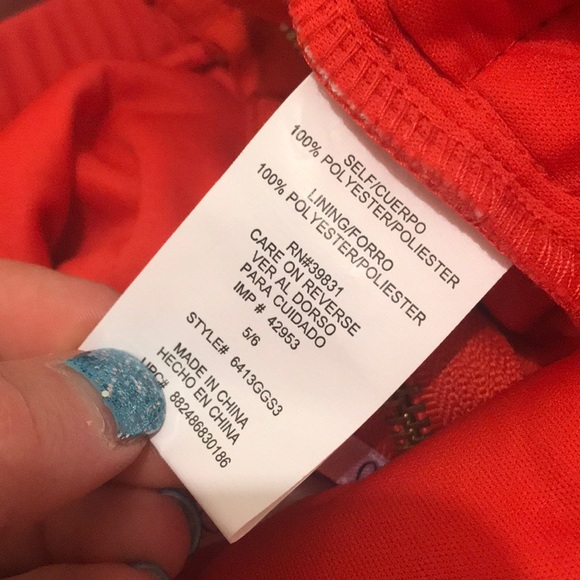 SELF/CUERPO
100% POLYESTER/POLIESTER
LINING/FORRO
100% POLYESTER/POLIESTER
RN#39831
CARE ON REVERSE
VER AL DORSO
PARA CUIDADO
IMP # 42953
5/6
STYLE# 6413GGS3
MADE IN CHINA
HECHO EN CHINA
UPC# 882486830186